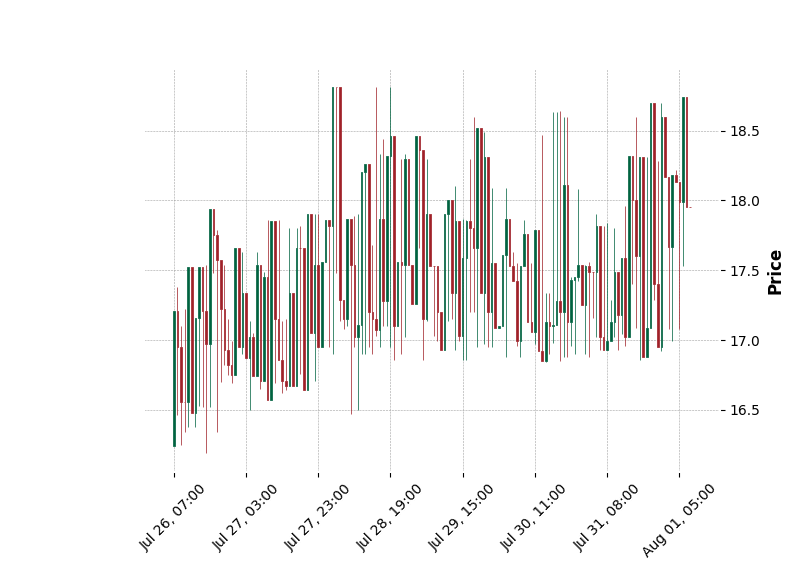 18.5
18.0
17.5
17.0
16.5
Price
Jul 26, 07:00
Jul 27, 03:00
Jul 27, 23:00
Jul 28, 19:00
Jul 29, 15:00
Jul 30, 11:00
Jul 31, 08:00
Aug 01, 05:00